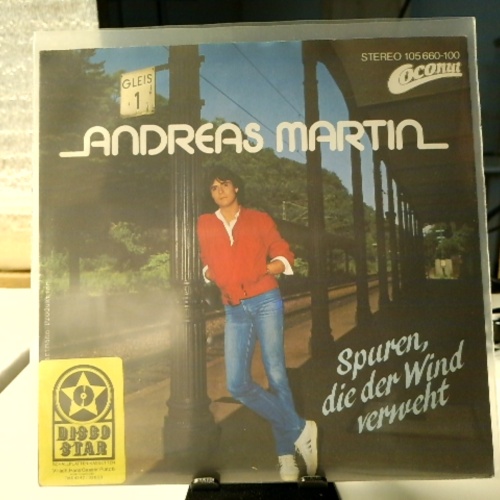 STEREO 105 660-100
Coconut
GLEIS
1
ANDREAS MARTIN
Spuren,
die der Wind
verweht
DISCO
STAR